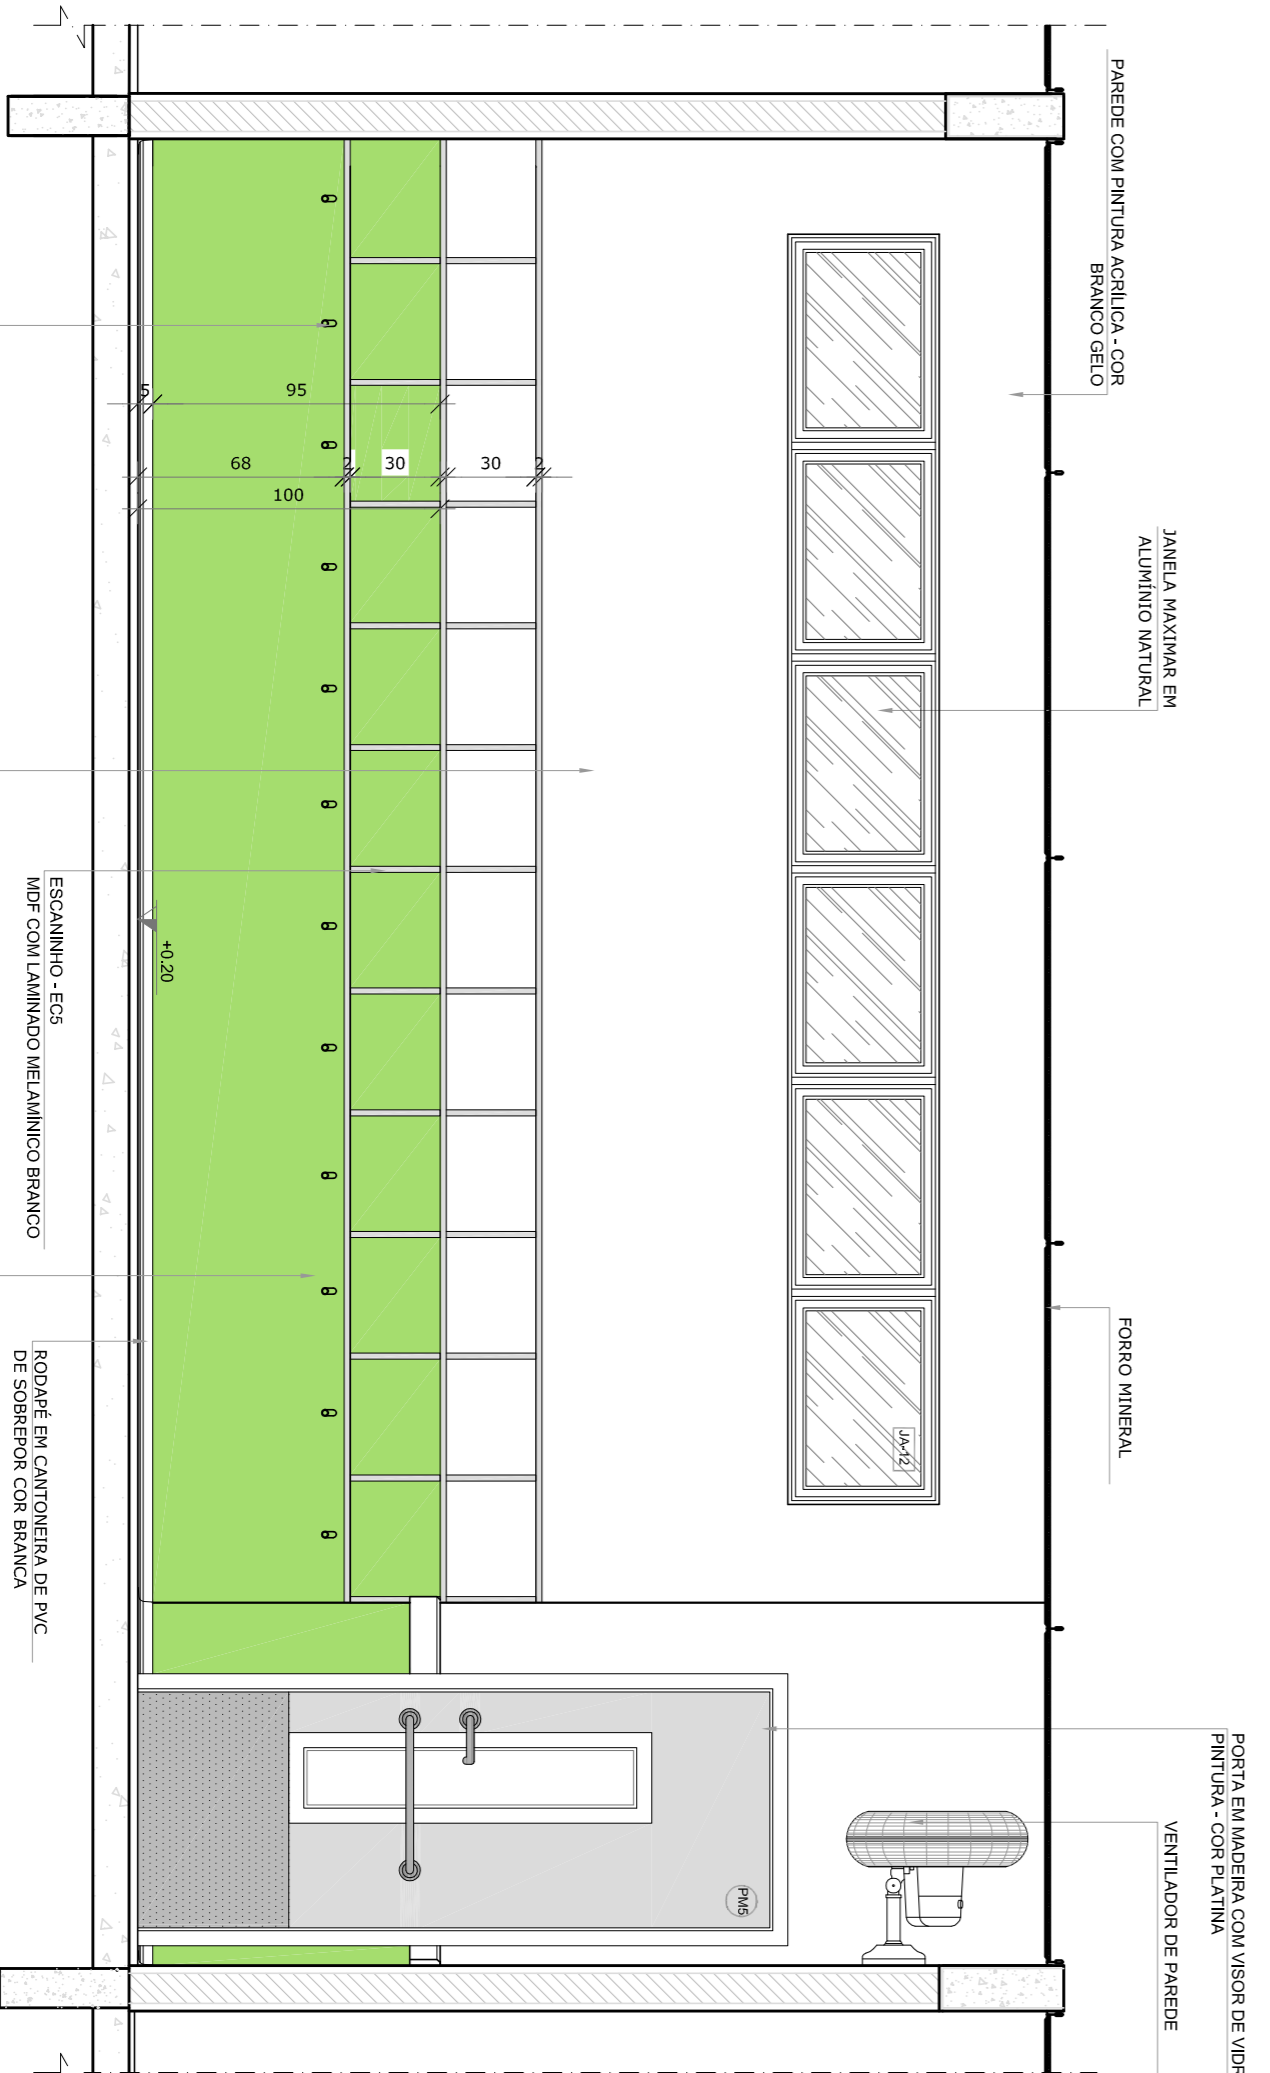 PAREDE COM PINTURA ACRÍLICA - COR
BRANCO GELO
JANELA MAXIMAR EM
ALUMÍNIO NATURAL
FORRO MINERAL
PORTA EM MADEIRA COM VISOR DE VIDR
PINTURA - COR PLATINA
VENTILADOR DE PAREDE
JA-12
PM5
5
95
68
2
30
30
2
100
+0.20
ESCANINHO - EC5
MDF COM LAMINADO MELAMÍNICO BRANCO
RODAPÉ EM CANTONEIRA DE PVC
DE SOBREPOR COR BRANCA